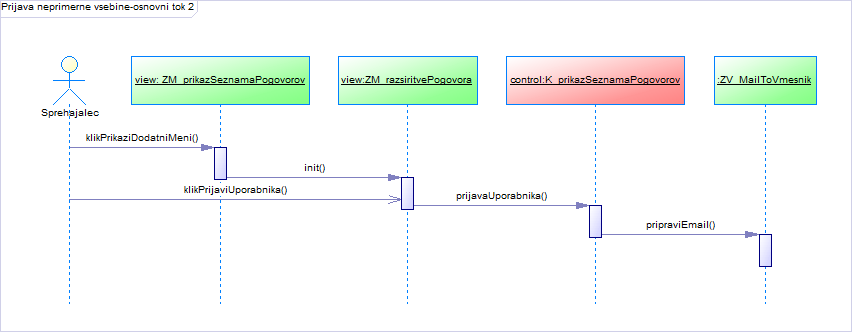 Prijava neprimerne vsebine-osnovni tok 2
view: ZM_prikazSeznamaPogovorov
view:ZM_razsiritvePogovora
control:K_prikazSeznamaPogovorov
:ZV_MailToVmesnik
Sprehajalec
klikPrikaziDodatniMeni()
init()
klikPrijaviUporabnika()
prijavaUporabnika()
pripraviEmail()